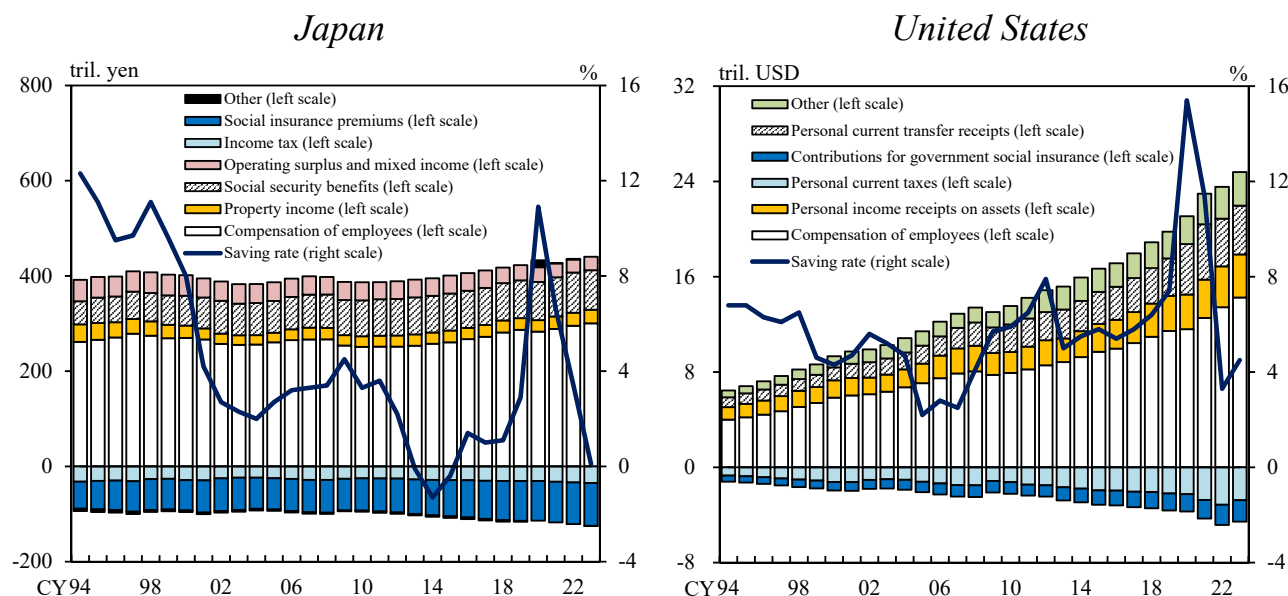 Japan
tril. yen
%
800
600
400
200
0
-200
16
12
8
4
0
-4
Other (left scale)
Social insurance premiums (left scale)
Income tax (left scale)
Operating surplus and mixed income (left scale)
Social security benefits (left scale)
Property income (left scale)
Compensation of employees (left scale)
Saving rate (right scale)
CY94 98 02 06 10 14 18 22
United States
tril. USD
%
32
24
16
8
0
-8
16
12
8
4
0
-4
Other (left scale)
Personal current transfer receipts (left scale)
Contributions for government social insurance (left scale)
Personal current taxes (left scale)
Personal income receipts on assets (left scale)
Compensation of employees (left scale)
Saving rate (right scale)
CY94 98 02 06 10 14 18 22